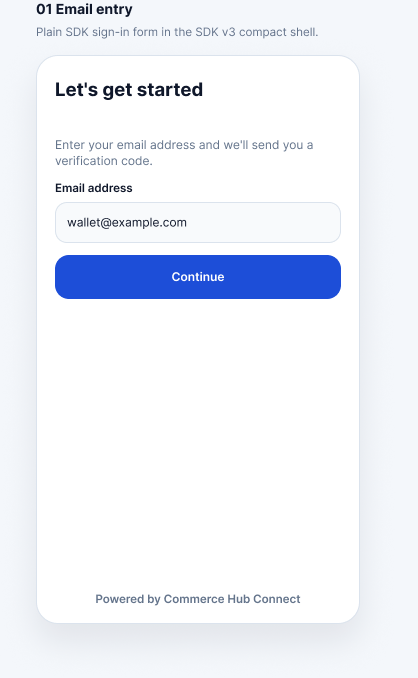 01 Email entry
Plain SDK sign-in form in the SDK v3 compact shell.
Let's get started
Enter your email address and we'll send you a
verification code.
Email address
wallet@example.com
Continue
Powered by Commerce Hub Connect